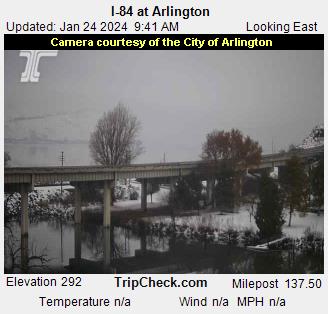 I-84 at Arlington
Updated: Jan 24 2024 9:41 AM Looking East
Camera courtesy of the City of Arlington
Elevation 292 TripCheck.com Milepost 137.50
Temperature n/a Wind n/a MPH n/a